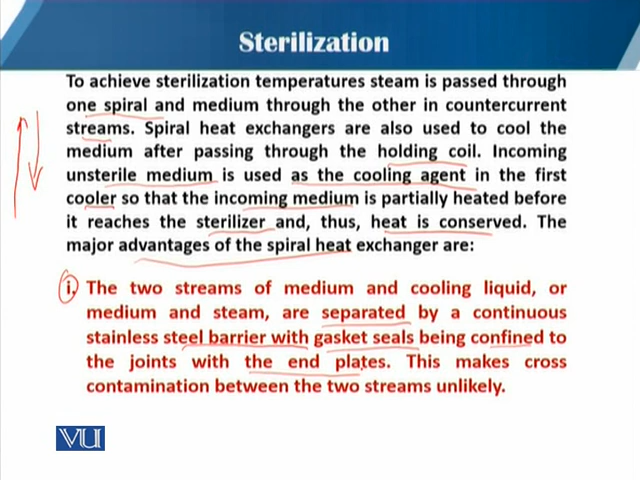 Sterilization
To achieve sterilization temperatures steam is passed through
one spiral and medium through the other in countercurrent
streams. Spiral heat exchangers are also used to cool the
medium after passing through the holding coil. Incoming
unsterile medium is used as the cooling agent in the first
cooler so that the incoming medium is partially heated before
it reaches the sterilizer and, thus, heat is conserved. The
major advantages of the spiral heat exchanger are:
i. The two streams of medium and cooling liquid, or
medium and steam, are separated by a continuous
stainless steel barrier with gasket seals being confined to
the joints with the end plates. This makes cross
contamination between the two streams unlikely.
VU